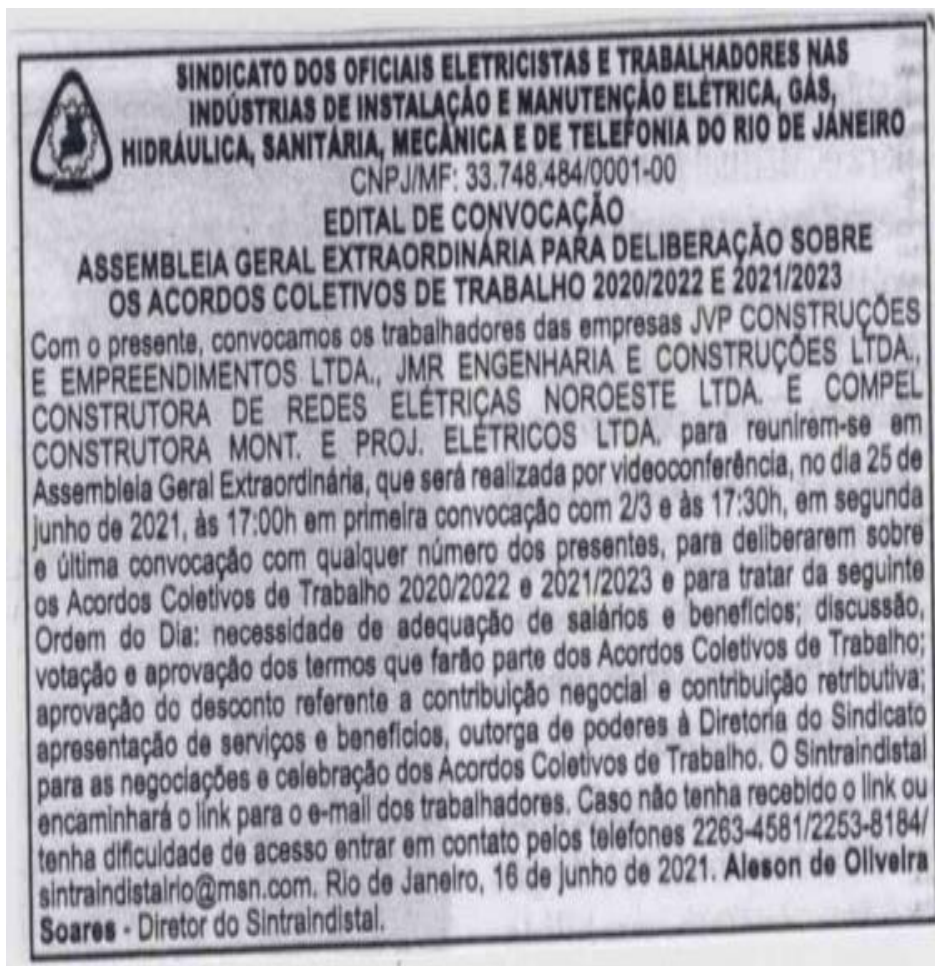 SINDICATO DOS OFICIAIS ELETRICISTAS E TRABALHADORES NAS
INDÚSTRIAS DE INSTALAÇÃO E MANUTENÇÃO ELÉTRICA, GÁS,
HIDRÁULICA, SANITÁRIA, MECÂNICA E DE TELEFONIA DO RIO DE JANEIRO
CNPJ/MF: 33.748.484/0001-00
EDITAL DE CONVOCAÇÃO
ASSEMBLEIA GERAL EXTRAORDINÁRIA PARA DELIBERAÇÃO SOBRE
OS ACORDOS COLETIVOS DE TRABALHO 2020/2022 E 2021/2023
Com o presente, convocamos os trabalhadores das empresas JVP CONSTRUÇÕES
E EMPREENDIMENTOS LTDA., JMR ENGENHARIA E CONSTRUÇÕES LTDA.,
CONSTRUTORA DE REDES ELÉTRICAS NOROESTE LTDA. E COMPEL
CONSTRUTORA MONT. E PROJ. ELÉTRICOS LTDA. para reunirem-se em
Assembleia Geral Extraordinária, que será realizada por videoconferência, no dia 25 de
junho de 2021, às 17:00h em primeira convocação com 2/3 e às 17:30h, em segunda
e última convocação com qualquer número dos presentes, para deliberarem sobre
os Acordos Coletivos de Trabalho 2020/2022 e 2021/2023 e para tratar da seguinte
Ordem do Dia: necessidade de adequação de salários e benefícios; discussão,
votação e aprovação dos termos que farão parte dos Acordos Coletivos de Trabalho;
aprovação do desconto referente a contribuição negocial e contribuição retributiva;
apresentação de serviços e benefícios, outorga de poderes à Diretoria do Sindicato
para as negociações e celebração dos Acordos Coletivos de Trabalho. O Sintraindistal
encaminhará o link para o e-mail dos trabalhadores. Caso não tenha recebido o link ou
tenha dificuldade de acesso entrar em contato pelos telefones 2263-4581/2253-8184/
sintraindistalrio@msn.com. Rio de Janeiro, 16 de junho de 2021. Aleson de Oliveira
Soares - Diretor do Sintraindistal.